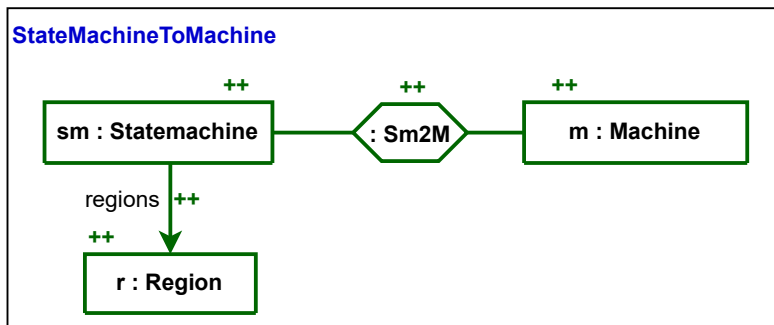 StateMachineToMachine
++ ++ ++
sm : Statemachine : Sm2M m : Machine
regions ++
++
r : Region